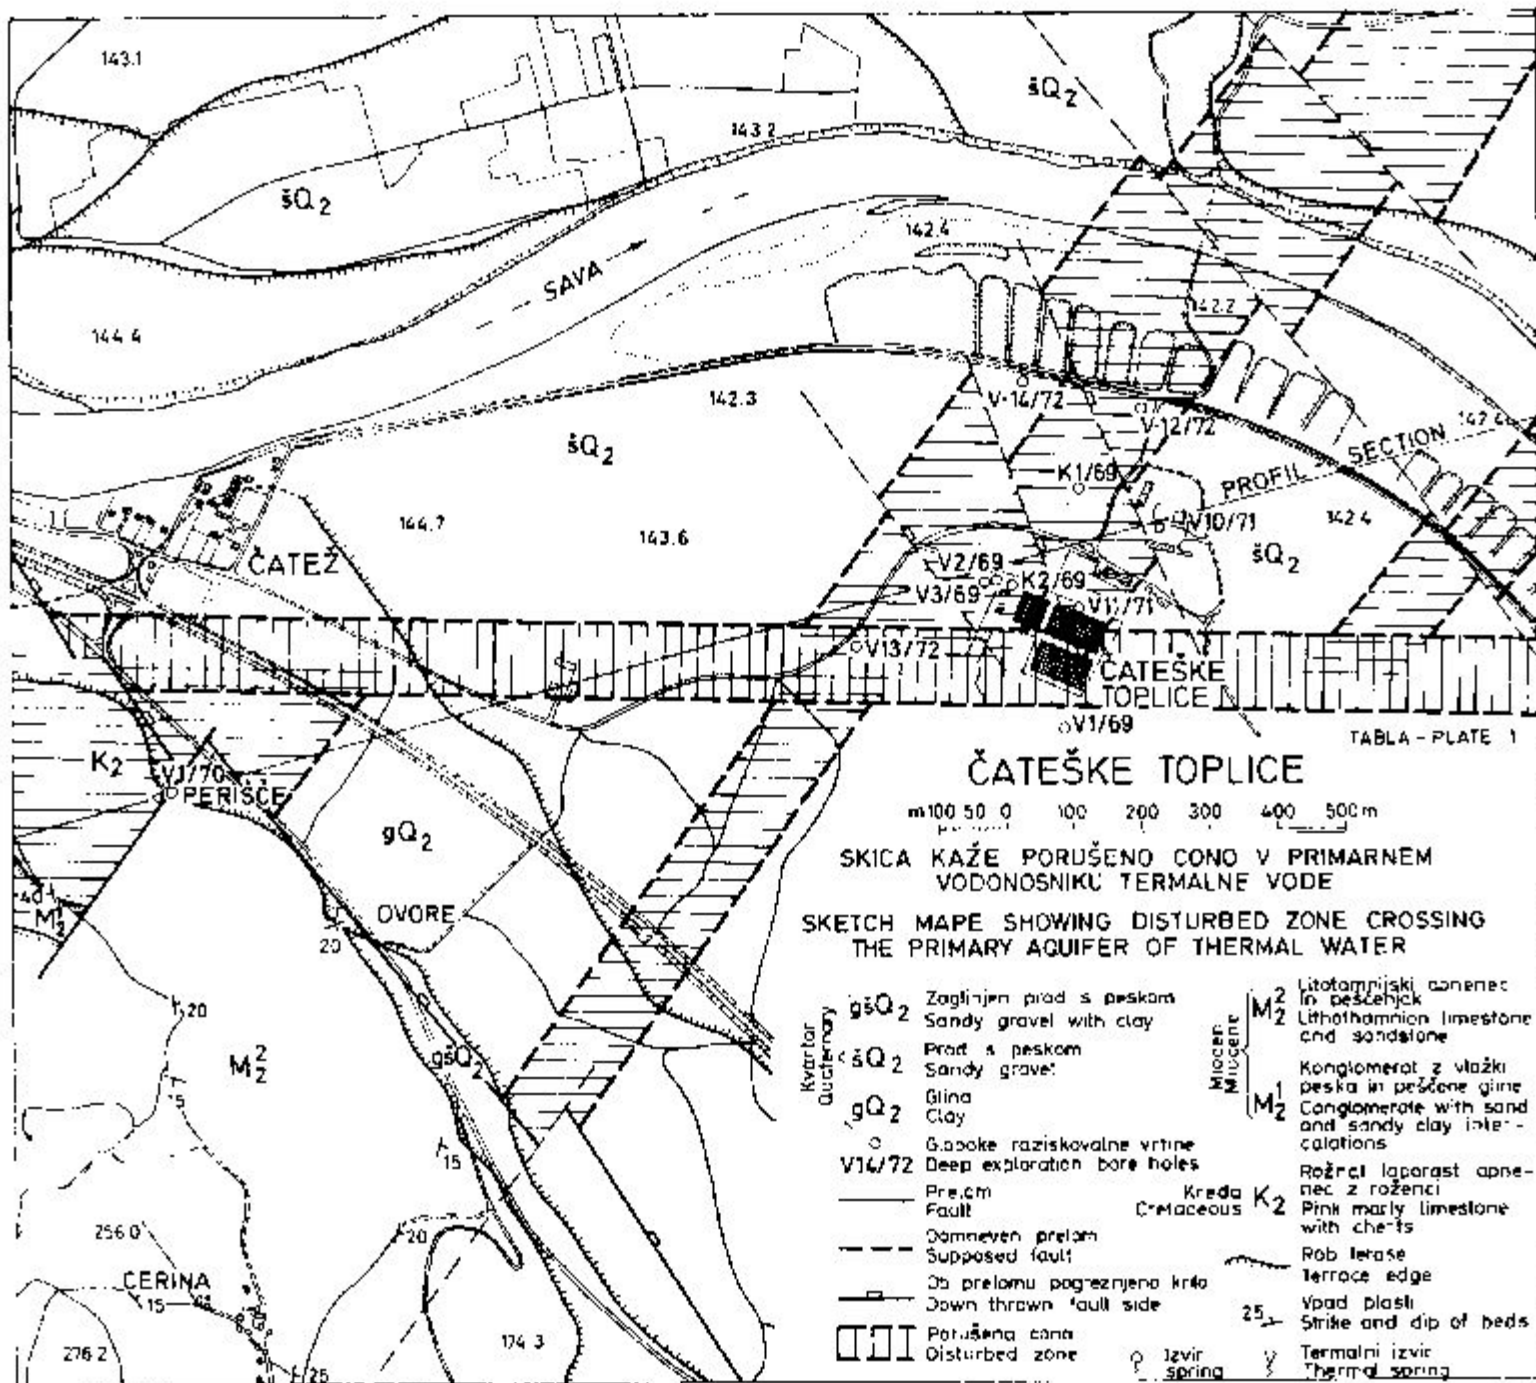 143.1
šQ2
143.2
šQ2
142.4
SAVA
144.4
142.2
142.3
V-14/72
V-12/72
142.4
šQ2
K1/69
PROFIL SECTION
V10/71
142.4
144.7
143.6
šQ2
ČATEŽ
V2/69
K2/69
V3/69
V11/71
V13/72
ČATEŠKE
TOPLICE
V1/69
TABLA - PLATE 1
K2
V1/70
PERIŠČE
ČATEŠKE TOPLICE
m 100 50 0 100 200 300 400 500m
gQ2
SKICA KAŽE PORUŠENO CONO V PRIMARNEM
VODONOSNIKU TERMALNE VODE
40
M2 1
DVORE
20
SKETCH MAPE SHOWING DISTURBED ZONE CROSSING
THE PRIMARY AQUIFER OF THERMAL WATER
20
M2 2
gšQ2
15
15
256.0
20
CERINA
15
174.3
276.2
25
Kvartar
Quaternary
gšQ2
Zaglinjen prod s peskom
Sandy gravel with clay
šQ2
Prod s peskom
Sandy gravel
gQ2
Glina
Clay
V14/72
Globoke raziskovalne vrtine
Deep exploration bore holes
Prelom
Fault
Domneven prelom
Supposed fault
Ob prelomu pogreznjeno krilo
Down thrown fault side
Porušena cona
Disturbed zone
Miocen
Miocene
M2 2
Litotamnijski apnenec
in peščenjak
Lithothamnion limestone
and sandstone
M2 1
Konglomerat z vložki
peska in peščene gline
Conglomerate with sand
and sandy clay inter-
calations
Kreda
Cretaceous
K2
Rožnat laporast apne-
nec z roženci
Pink marly limestone
with cherts
Rob terase
Terrace edge
25
Vpad plasti
Strike and dip of beds
Izvir
spring
Termalni izvir
Thermal spring